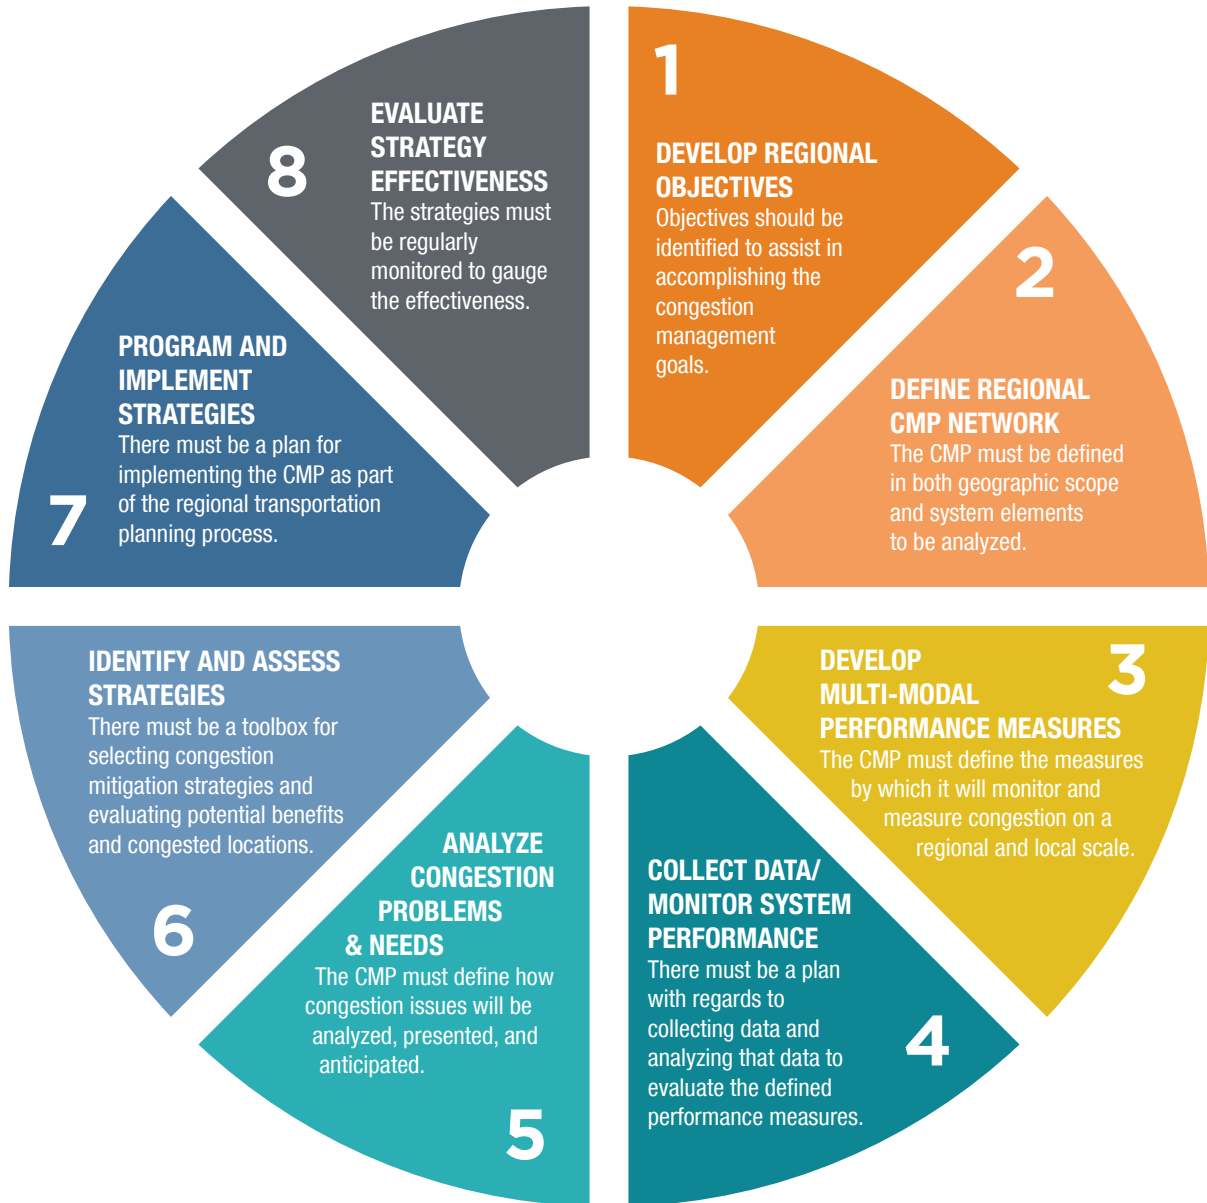 1
DEVELOP REGIONAL
OBJECTIVES
Objectives should be
identified to assist in
accomplishing the
congestion
management
goals.
2
DEFINE REGIONAL
CMP NETWORK
The CMP must be defined
in both geographic scope
and system elements
to be analyzed.
3
DEVELOP
MULTI-MODAL
PERFORMANCE MEASURES
The CMP must define the measures
by which it will monitor and
measure congestion on a
regional and local scale.
4
COLLECT DATA/
MONITOR SYSTEM
PERFORMANCE
There must be a plan
with regards to
collecting data and
analyzing that data to
evaluate the defined
performance measures.
5
ANALYZE
CONGESTION
PROBLEMS
& NEEDS
The CMP must define how
congestion issues will be
analyzed, presented, and
anticipated.
6
IDENTIFY AND ASSESS
STRATEGIES
There must be a toolbox for
selecting congestion
mitigation strategies and
evaluating potential benefits
and congested locations.
7
PROGRAM AND
IMPLEMENT
STRATEGIES
There must be a plan for
implementing the CMP as part
of the regional transportation
planning process.
8
EVALUATE
STRATEGY
EFFECTIVENESS
The strategies must
be regularly
monitored to gauge
the effectiveness.